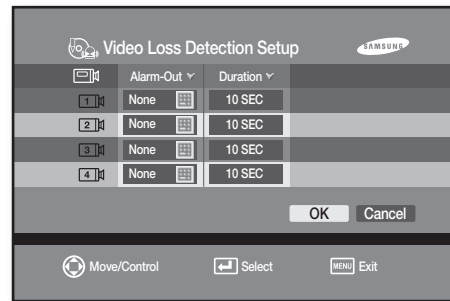 Video Loss Detection Setup
SAMSUNG
Alarm-Out Duration
1 None 10 SEC
2 None 10 SEC
3 None 10 SEC
4 None 10 SEC
OK Cancel
Move/Control Select MENU Exit